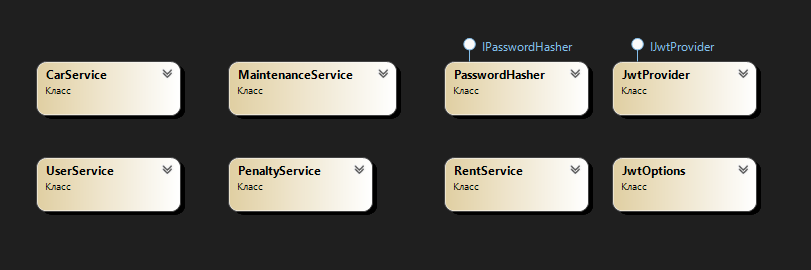 IPasswordHasher
IJwtProvider
CarService
Класс
MaintenanceService
Класс
PasswordHasher
Класс
JwtProvider
Класс
UserService
Класс
PenaltyService
Класс
RentService
Класс
JwtOptions
Класс